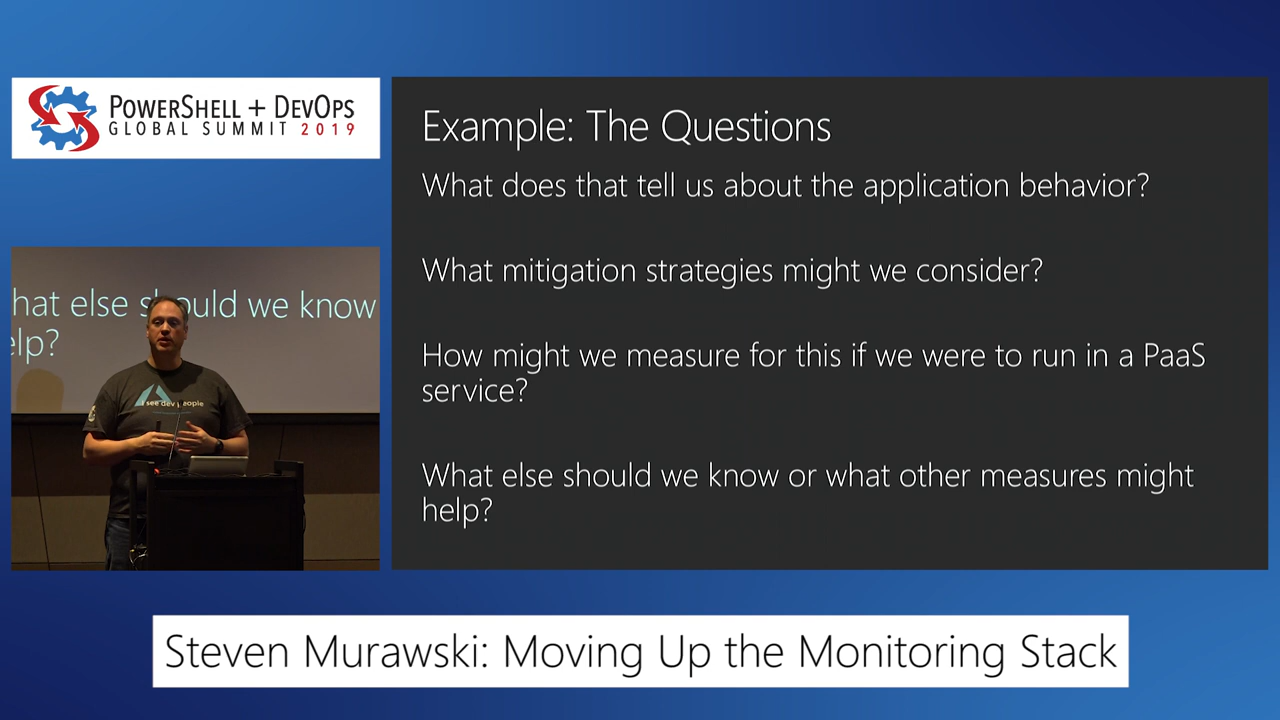 PowerShell + DevOps
Global Summit 2019
Example: The Questions
What does that tell us about the application behavior?
What mitigation strategies might we consider?
How might we measure for this if we were to run in a PaaS
service?
What else should we know or what other measures might
help?
hat else should we know
elp?
I see dev people
Steven Murawski: Moving Up the Monitoring Stack